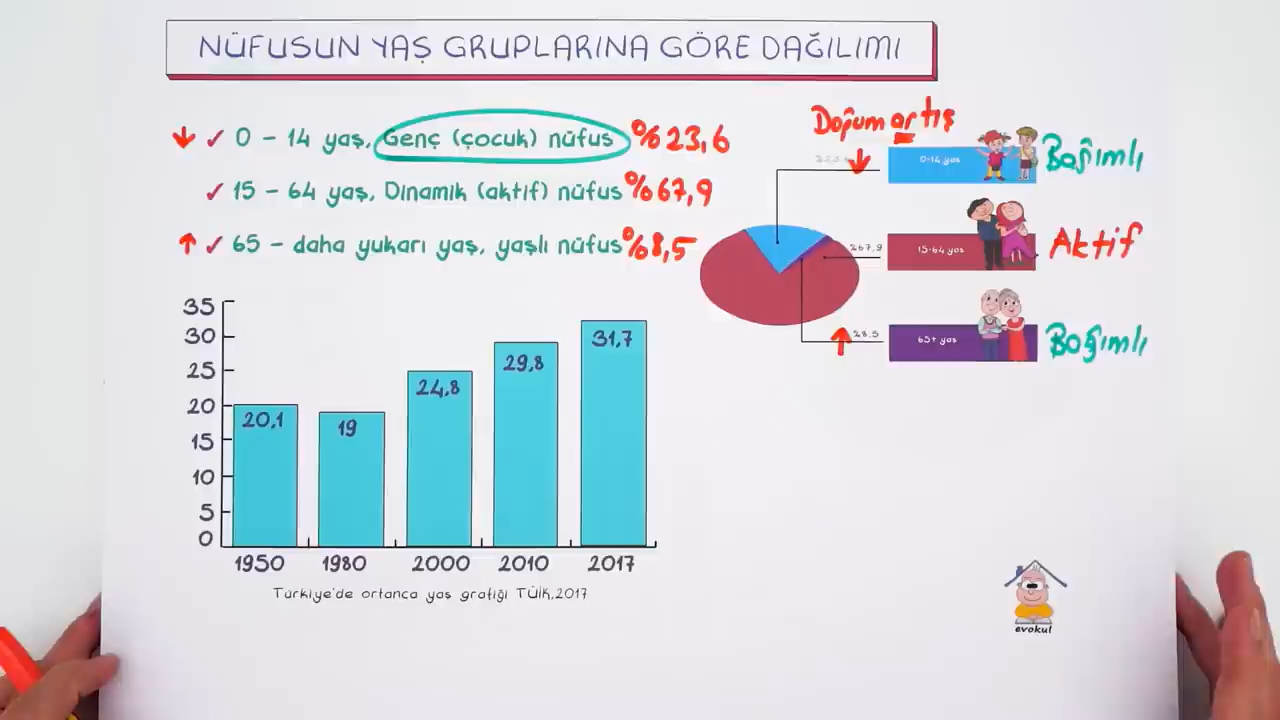 NÜFUSUN YAŞ GRUPLARINA GÖRE DAĞILIMI
0 - 14 yaş, Genç (çocuk) nüfus %23,6
15 - 64 yaş, Dinamik (aktif) nüfus %67,9
65 - daha yukarı yaş, yaşlı nüfus %8,5
Doğum artış
0-14 yaş
Bağımlı
%67,9
15-64 yaş
Aktif
%8,5
65+ yaş
Bağımlı
35
30
25
20
15
10
5
0
20,1
19
24,8
29,8
31,7
1950 1980 2000 2010 2017
Türkiye'de ortanca yaş grafiği TÜİK,2017
evokul